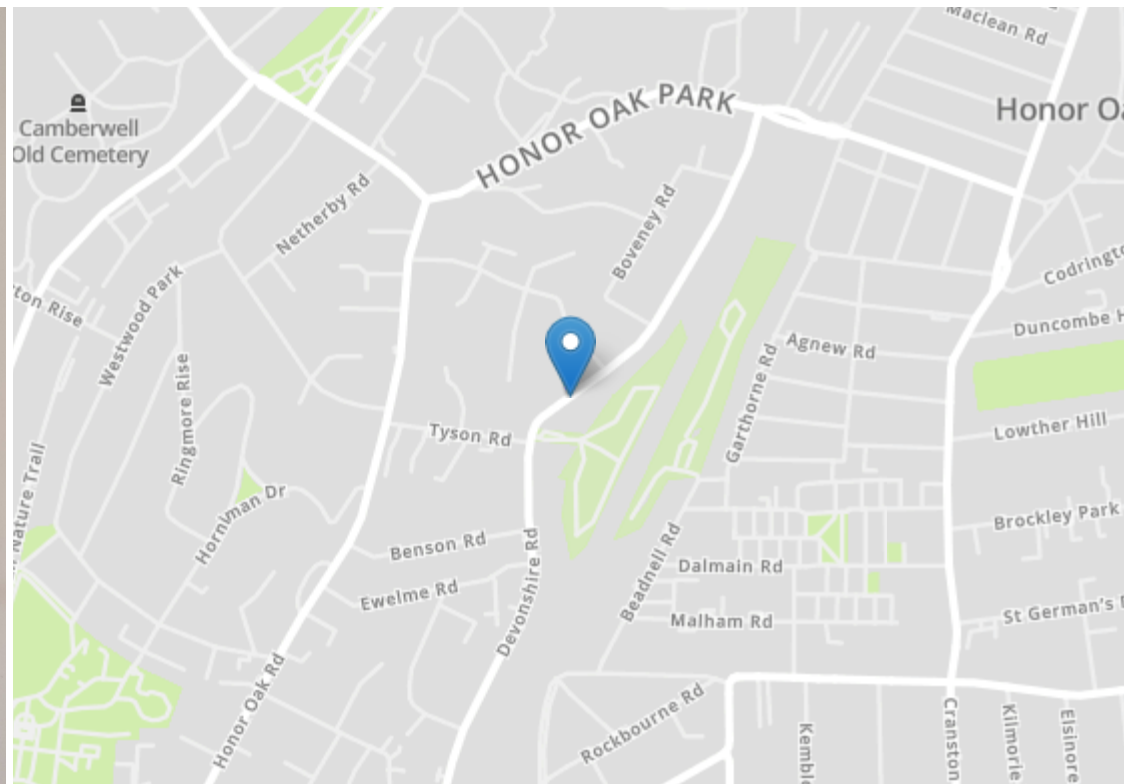 Maclean Rd
Camberwell
Old Cemetery
HONOR OAK PARK
Honor Oa
Netherby Rd
Boveney Rd
Westwood Park
ton Rise
Codringto
Duncombe H
Agnew Rd
Ringmore Rise
Garthorne Rd
Tyson Rd
Lowther Hill
Nature Trail
Horniman Dr
Brockley Park
Benson Rd
Devonshire Rd
Beadnell Rd
Dalmain Rd
Ewelme Rd
St German's
Malham Rd
Honor Oak Rd
Rockbourne Rd
Kembl
Cranston
Kilmorie
Elsinore